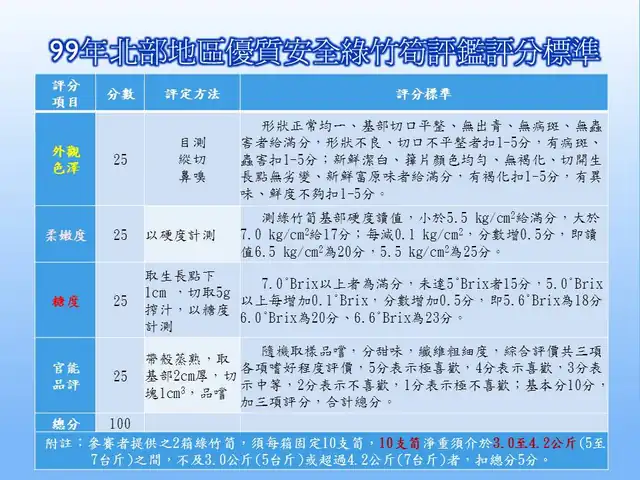 99年北部地區優質安全綠竹筍評鑑評分標準
評分
項目
分數
評定方法
評分標準
外觀
色澤
25
目測
縱切
鼻嗅
形狀正常均一、基部切口平整、無出青、無病斑、無蟲
害者給滿分，形狀不良、切口不平整者扣1-5分，有病斑、
蟲害扣1-5分；新鮮潔白、籜片顏色均勻、無褐化、切開生
長點無劣變、新鮮富原味者給滿分，有褐化扣1-5分，有異
味、鮮度不夠扣1-5分。
柔嫩度
25
以硬度計測
測綠竹筍基部硬度讀值，小於5.5 kg/cm²給滿分，大於
7.0 kg/cm²給17分；每減0.1 kg/cm²，分數增0.5分，即讀
值6.5 kg/cm²為20分，5.5 kg/cm²為25分。
糖度
25
取生長點下
1cm ，切取5g
搾汁，以糖度
計測
7.0°Brix以上者為滿分，未達5°Brix者15分，5.0°Brix
以上每增加0.1°Brix，分數增加0.5分，即5.6°Brix為18分
6.0°Brix為20分、6.6°Brix為23分。
官能
品評
25
帶殼蒸熟，取
基部2cm厚，切
塊1cm³，品嚐
隨機取樣品嚐，分甜味，纖維粗細度，綜合評價共三項
各項嗜好程度評價，5分表示極喜歡，4分表示喜歡，3分表
示中等，2分表示不喜歡，1分表示極不喜歡；基本分10分，
加三項評分，合計總分。
總分
100
附註：參賽者提供之2箱綠竹筍，須每箱固定10支筍，10支筍淨重須介於3.0至4.2公斤(5至
7台斤)之間，不及3.0公斤(5台斤)或超過4.2公斤(7台斤)者，扣總分5分。